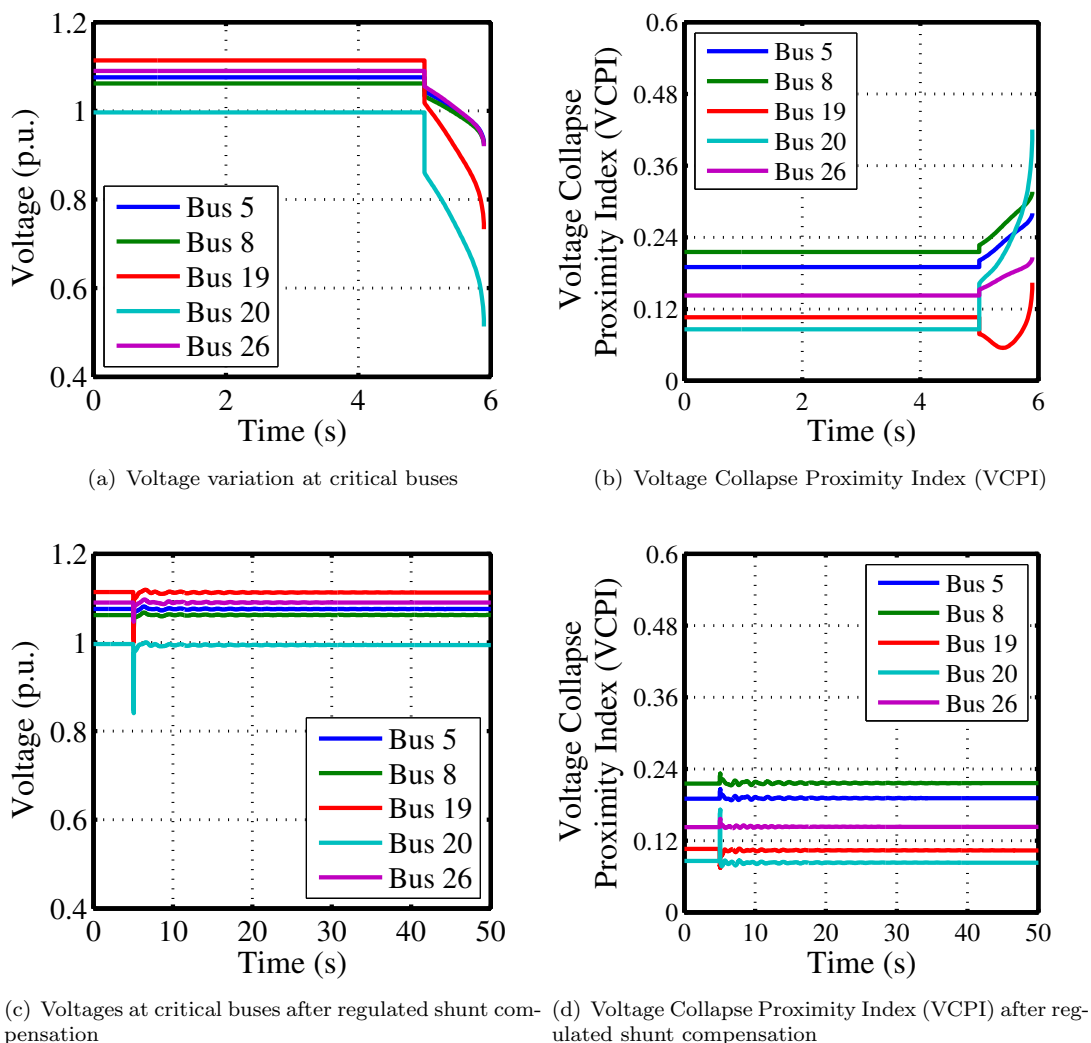 1.2
1
0.8
0.6
0.4
Voltage (p.u.)
Bus 5
Bus 8
Bus 19
Bus 20
Bus 26
0
2
4
6
Time (s)
(a) Voltage variation at critical buses
0.6
0.48
0.36
0.24
0.12
0
Voltage Collapse
Proximity Index (VCPI)
Bus 5
Bus 8
Bus 19
Bus 20
Bus 26
0
2
4
6
Time (s)
(b) Voltage Collapse Proximity Index (VCPI)
1.2
1
0.8
0.6
0.4
Voltage (p.u.)
Bus 5
Bus 8
Bus 19
Bus 20
Bus 26
0
10
20
30
40
50
Time (s)
(c) Voltages at critical buses after regulated shunt com-
pensation
0.6
0.48
0.36
0.24
0.12
0
Voltage Collapse
Proximity Index (VCPI)
Bus 5
Bus 8
Bus 19
Bus 20
Bus 26
0
10
20
30
40
50
Time (s)
(d) Voltage Collapse Proximity Index (VCPI) after reg-
ulated shunt compensation